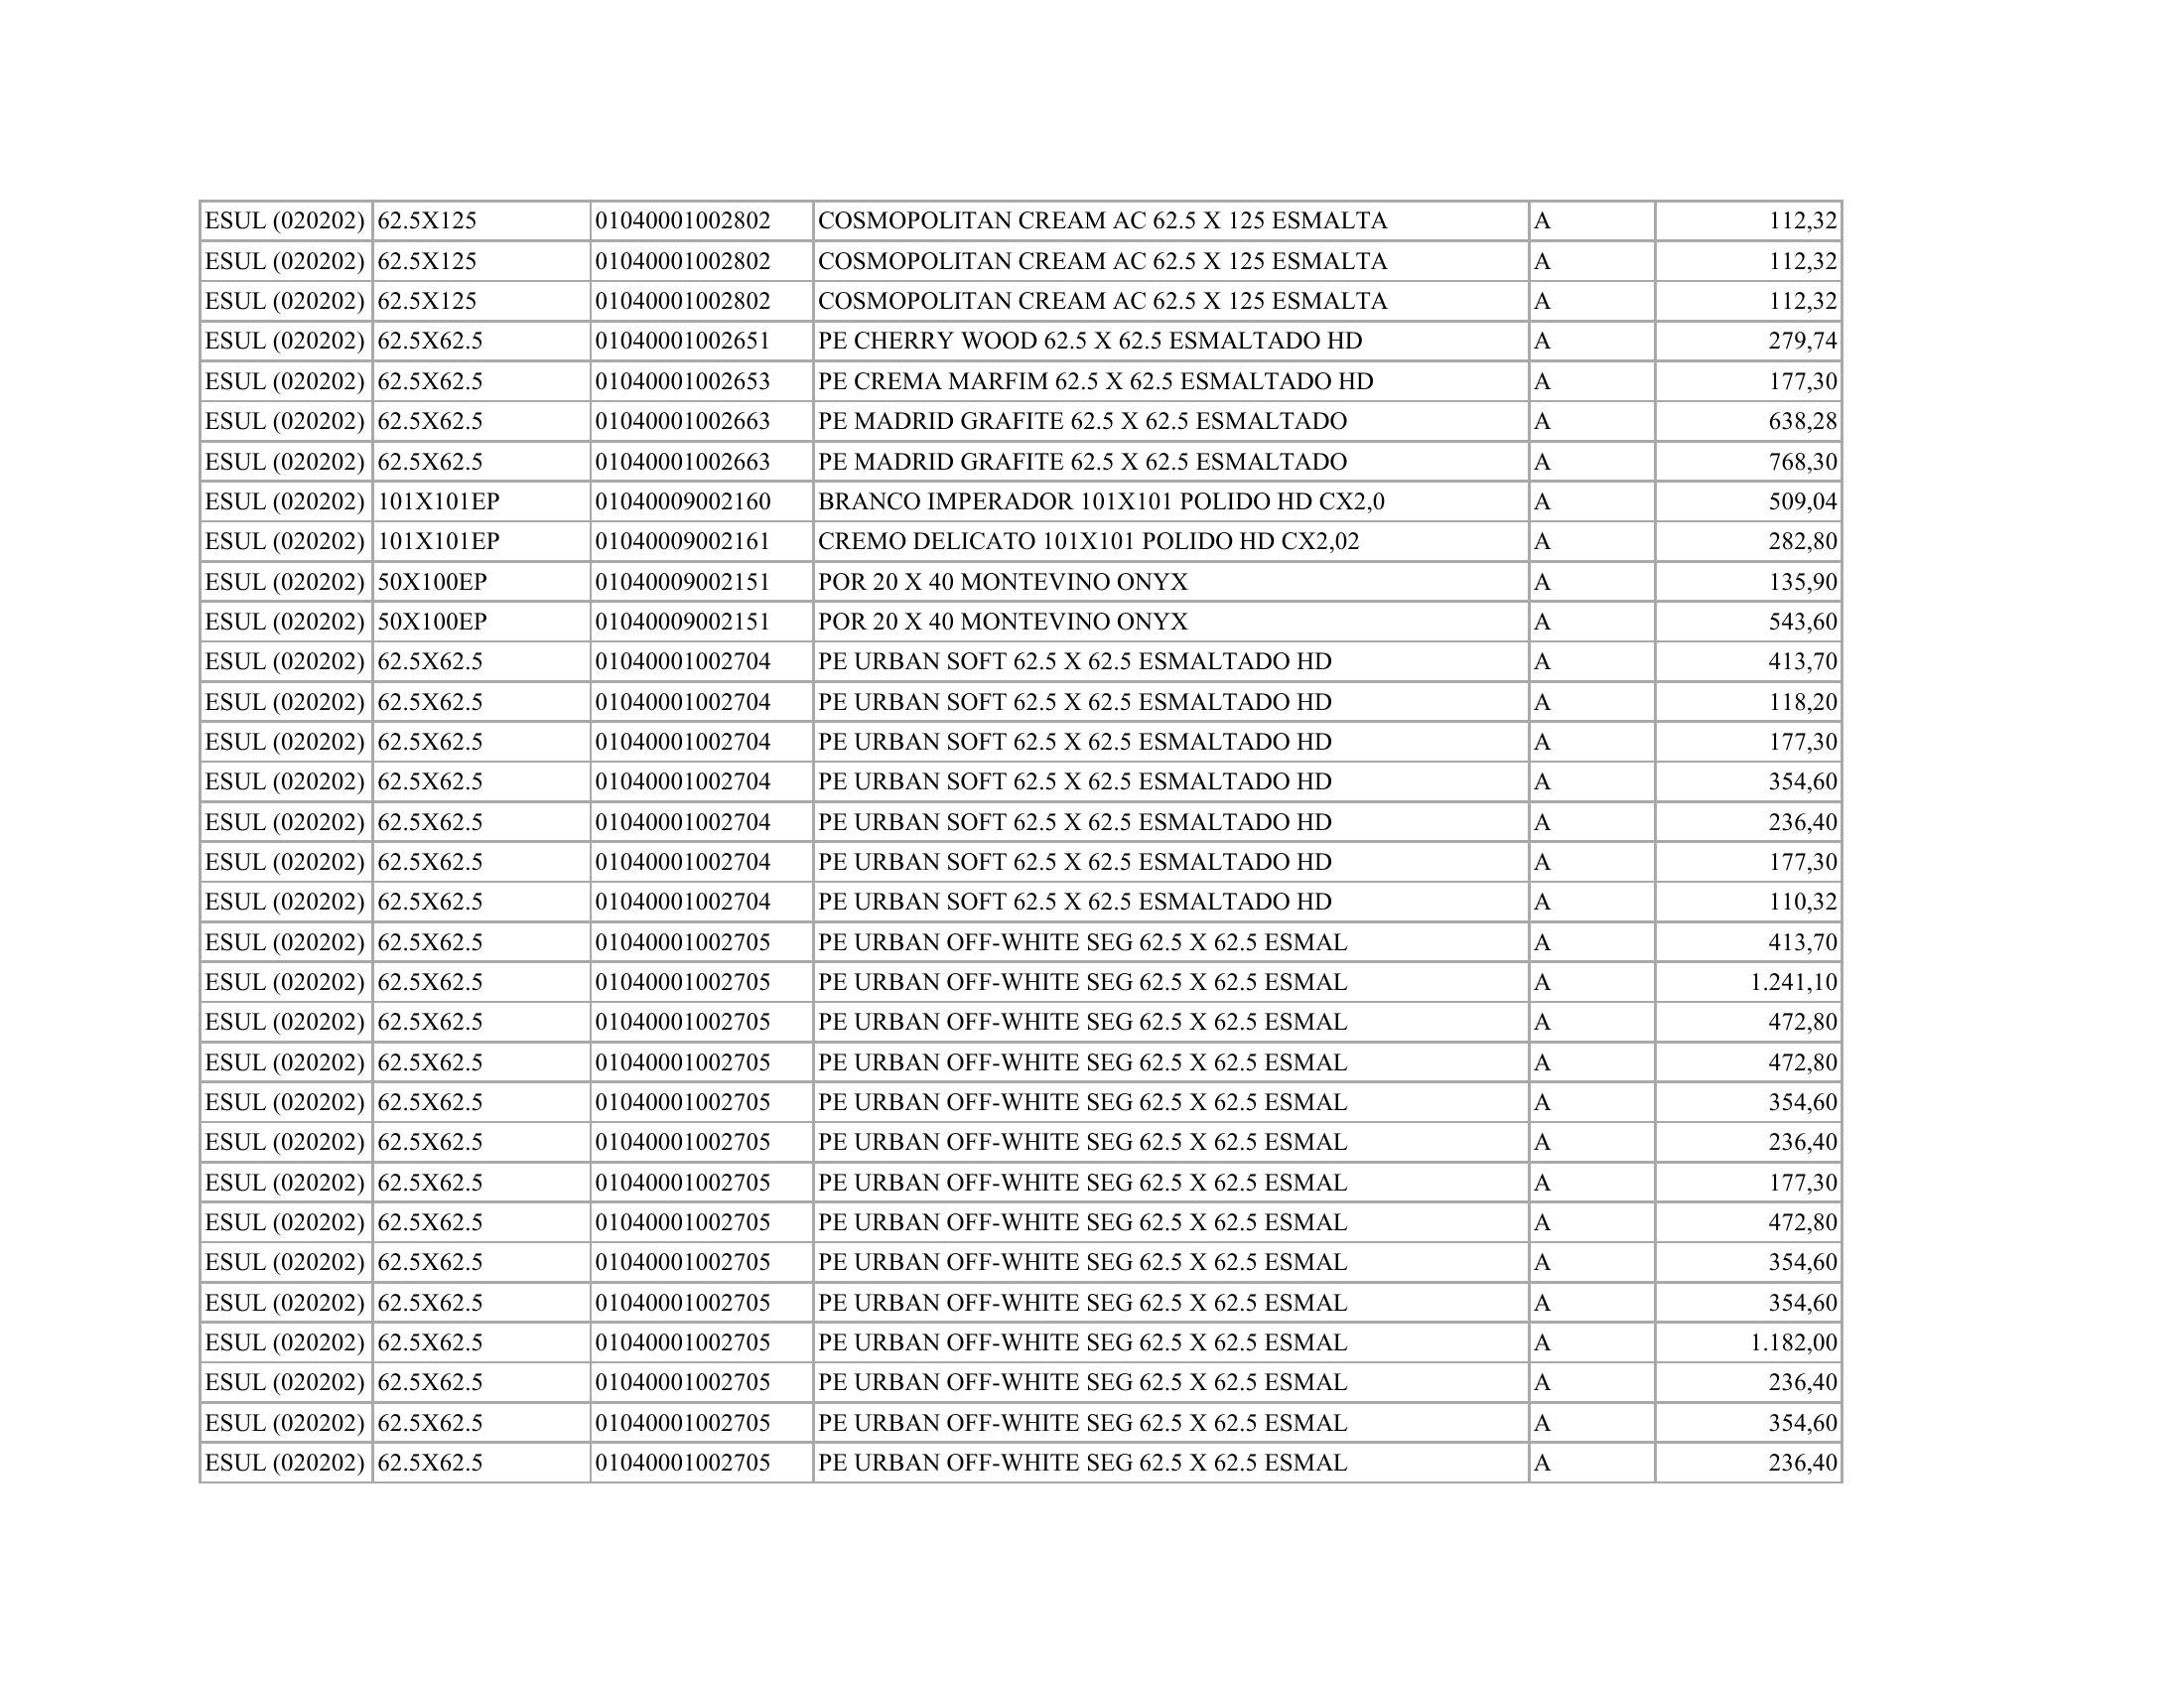 ESUL (020202) 62.5X125 01040001002802 COSMOPOLITAN CREAM AC 62.5 X 125 ESMALTA A 112,32
ESUL (020202) 62.5X125 01040001002802 COSMOPOLITAN CREAM AC 62.5 X 125 ESMALTA A 112,32
ESUL (020202) 62.5X125 01040001002802 COSMOPOLITAN CREAM AC 62.5 X 125 ESMALTA A 112,32
ESUL (020202) 62.5X62.5 01040001002651 PE CHERRY WOOD 62.5 X 62.5 ESMALTADO HD A 279,74
ESUL (020202) 62.5X62.5 01040001002653 PE CREMA MARFIM 62.5 X 62.5 ESMALTADO HD A 177,30
ESUL (020202) 62.5X62.5 01040001002663 PE MADRID GRAFITE 62.5 X 62.5 ESMALTADO A 638,28
ESUL (020202) 62.5X62.5 01040001002663 PE MADRID GRAFITE 62.5 X 62.5 ESMALTADO A 768,30
ESUL (020202) 101X101EP 01040009002160 BRANCO IMPERADOR 101X101 POLIDO HD CX2,0 A 509,04
ESUL (020202) 101X101EP 01040009002161 CREMO DELICATO 101X101 POLIDO HD CX2,02 A 282,80
ESUL (020202) 50X100EP 01040009002151 POR 20 X 40 MONTEVINO ONYX A 135,90
ESUL (020202) 50X100EP 01040009002151 POR 20 X 40 MONTEVINO ONYX A 543,60
ESUL (020202) 62.5X62.5 01040001002704 PE URBAN SOFT 62.5 X 62.5 ESMALTADO HD A 413,70
ESUL (020202) 62.5X62.5 01040001002704 PE URBAN SOFT 62.5 X 62.5 ESMALTADO HD A 118,20
ESUL (020202) 62.5X62.5 01040001002704 PE URBAN SOFT 62.5 X 62.5 ESMALTADO HD A 177,30
ESUL (020202) 62.5X62.5 01040001002704 PE URBAN SOFT 62.5 X 62.5 ESMALTADO HD A 354,60
ESUL (020202) 62.5X62.5 01040001002704 PE URBAN SOFT 62.5 X 62.5 ESMALTADO HD A 236,40
ESUL (020202) 62.5X62.5 01040001002704 PE URBAN SOFT 62.5 X 62.5 ESMALTADO HD A 177,30
ESUL (020202) 62.5X62.5 01040001002704 PE URBAN SOFT 62.5 X 62.5 ESMALTADO HD A 110,32
ESUL (020202) 62.5X62.5 01040001002705 PE URBAN OFF-WHITE SEG 62.5 X 62.5 ESMAL A 413,70
ESUL (020202) 62.5X62.5 01040001002705 PE URBAN OFF-WHITE SEG 62.5 X 62.5 ESMAL A 1.241,10
ESUL (020202) 62.5X62.5 01040001002705 PE URBAN OFF-WHITE SEG 62.5 X 62.5 ESMAL A 472,80
ESUL (020202) 62.5X62.5 01040001002705 PE URBAN OFF-WHITE SEG 62.5 X 62.5 ESMAL A 472,80
ESUL (020202) 62.5X62.5 01040001002705 PE URBAN OFF-WHITE SEG 62.5 X 62.5 ESMAL A 354,60
ESUL (020202) 62.5X62.5 01040001002705 PE URBAN OFF-WHITE SEG 62.5 X 62.5 ESMAL A 236,40
ESUL (020202) 62.5X62.5 01040001002705 PE URBAN OFF-WHITE SEG 62.5 X 62.5 ESMAL A 177,30
ESUL (020202) 62.5X62.5 01040001002705 PE URBAN OFF-WHITE SEG 62.5 X 62.5 ESMAL A 472,80
ESUL (020202) 62.5X62.5 01040001002705 PE URBAN OFF-WHITE SEG 62.5 X 62.5 ESMAL A 354,60
ESUL (020202) 62.5X62.5 01040001002705 PE URBAN OFF-WHITE SEG 62.5 X 62.5 ESMAL A 354,60
ESUL (020202) 62.5X62.5 01040001002705 PE URBAN OFF-WHITE SEG 62.5 X 62.5 ESMAL A 1.182,00
ESUL (020202) 62.5X62.5 01040001002705 PE URBAN OFF-WHITE SEG 62.5 X 62.5 ESMAL A 236,40
ESUL (020202) 62.5X62.5 01040001002705 PE URBAN OFF-WHITE SEG 62.5 X 62.5 ESMAL A 354,60
ESUL (020202) 62.5X62.5 01040001002705 PE URBAN OFF-WHITE SEG 62.5 X 62.5 ESMAL A 236,40